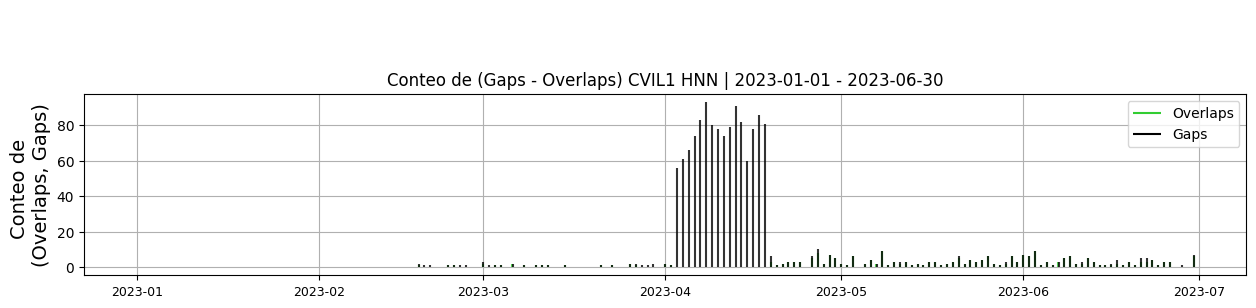 Conteo de (Gaps - Overlaps) CVIL1 HNN | 2023-01-01 - 2023-06-30
Conteo de
(Overlaps, Gaps)
80
60
40
20
0
Overlaps
Gaps
2023-01
2023-02
2023-03
2023-04
2023-05
2023-06
2023-07